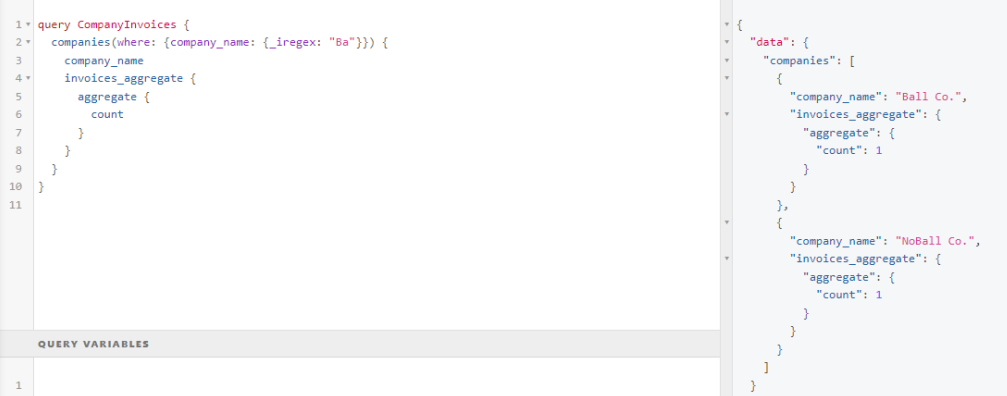 1 query CompanyInvoices {
2 companies(where: {company_name: {_iregex: "Ba"}}) {
3 company_name
4 invoices_aggregate {
5 aggregate {
6 count
7 }
8 }
9 }
10 }
11
QUERY VARIABLES
1
{
"data": {
"companies": [
{
"company_name": "Ball Co.",
"invoices_aggregate": {
"aggregate": {
"count": 1
}
}
},
{
"company_name": "NoBall Co.",
"invoices_aggregate": {
"aggregate": {
"count": 1
}
}
}
]
}